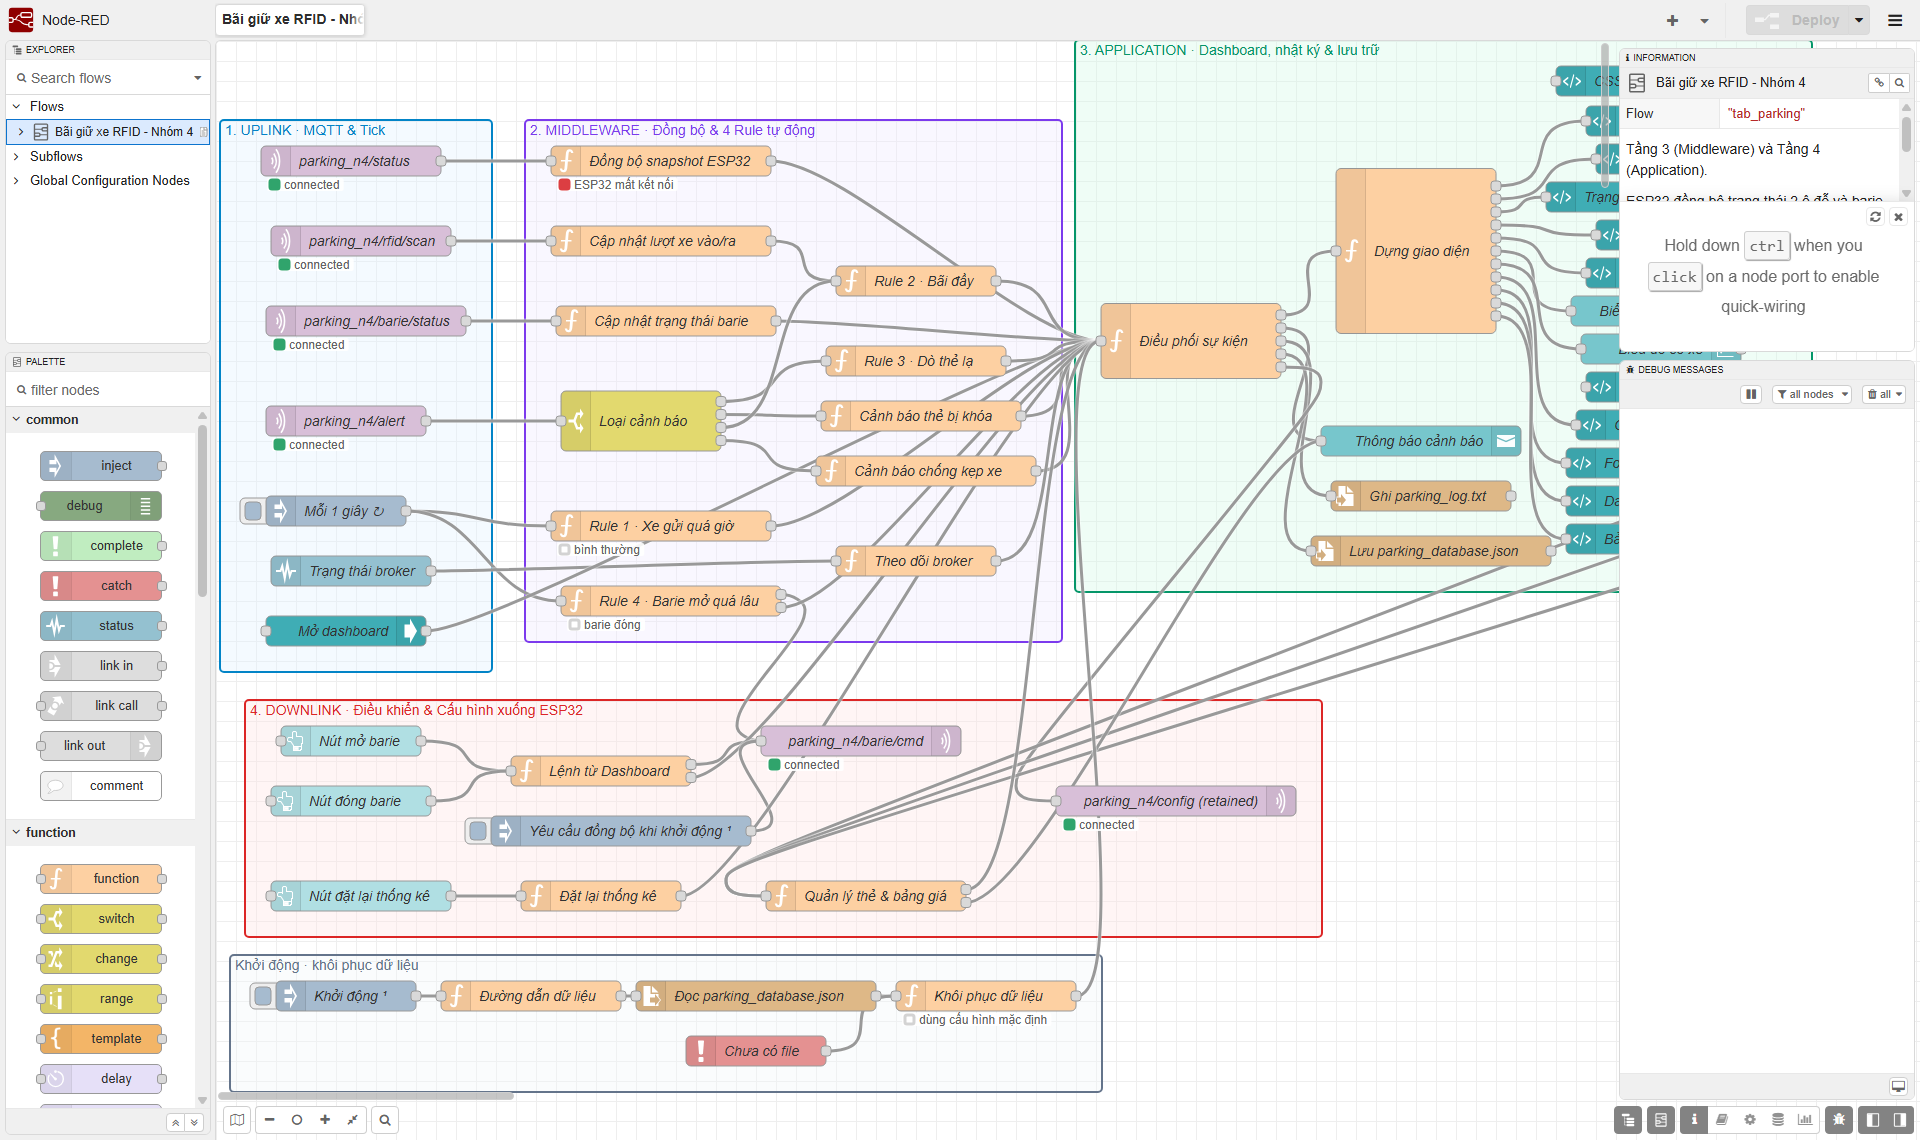 Node-RED
Bãi giữ xe RFID - Nhó
Deploy
EXPLORER
Search flows
Flows
Bãi giữ xe RFID - Nhóm 4
Subflows
Global Configuration Nodes
PALETTE
filter nodes
common
inject
debug
complete
catch
status
link in
link call
link out
comment
function
function
switch
change
range
template
delay
1. UPLINK · MQTT & Tick
parking_n4/status
connected
parking_n4/rfid/scan
connected
parking_n4/barie/status
connected
parking_n4/alert
connected
Mỗi 1 giây ↻
Trạng thái broker
Mở dashboard
2. MIDDLEWARE · Đồng bộ & 4 Rule tự động
Đồng bộ snapshot ESP32
ESP32 mất kết nối
Cập nhật lượt xe vào/ra
Rule 2 · Bãi đầy
Cập nhật trạng thái barie
Rule 3 · Dò thẻ lạ
Loại cảnh báo
Cảnh báo thẻ bị khóa
Cảnh báo chống kẹp xe
Rule 1 · Xe gửi quá giờ
bình thường
Theo dõi broker
Rule 4 · Barie mở quá lâu
barie đóng
3. APPLICATION · Dashboard, nhật ký & lưu trữ
Dựng giao diện
Điều phối sự kiện
Trạng
Thông báo cảnh báo
Ghi parking_log.txt
Lưu parking_database.json
4. DOWNLINK · Điều khiển & Cấu hình xuống ESP32
Nút mở barie
Lệnh từ Dashboard
parking_n4/barie/cmd
connected
Nút đóng barie
Yêu cầu đồng bộ khi khởi động ¹
parking_n4/config (retained)
connected
Nút đặt lại thống kê
Đặt lại thống kê
Quản lý thẻ & bảng giá
Khởi động · khôi phục dữ liệu
Khởi động ¹
Đường dẫn dữ liệu
Đọc parking_database.json
Khôi phục dữ liệu
dùng cấu hình mặc định
Chưa có file
INFORMATION
Bãi giữ xe RFID - Nhóm 4
Flow "tab_parking"
Tầng 3 (Middleware) và Tầng 4
(Application).
ESP32 đồng bộ trạng thái 2 ô đỗ và barie
Hold down ctrl when you
click on a node port to enable
quick-wiring
DEBUG MESSAGES
all nodes
all